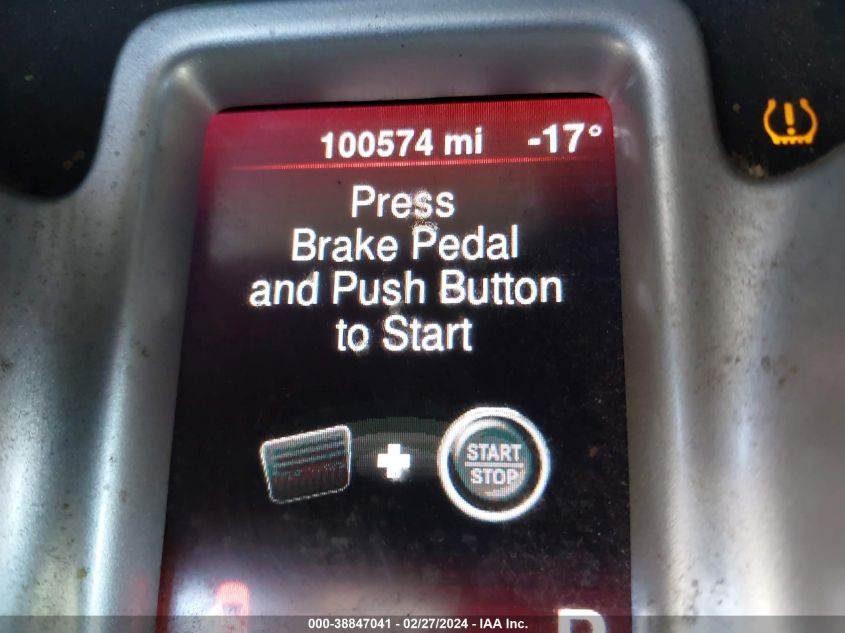 100574 mi -17°
Press
Brake Pedal
and Push Button
to Start
START
STOP
000-38847041 - 02/27/2024 - IAA Inc.